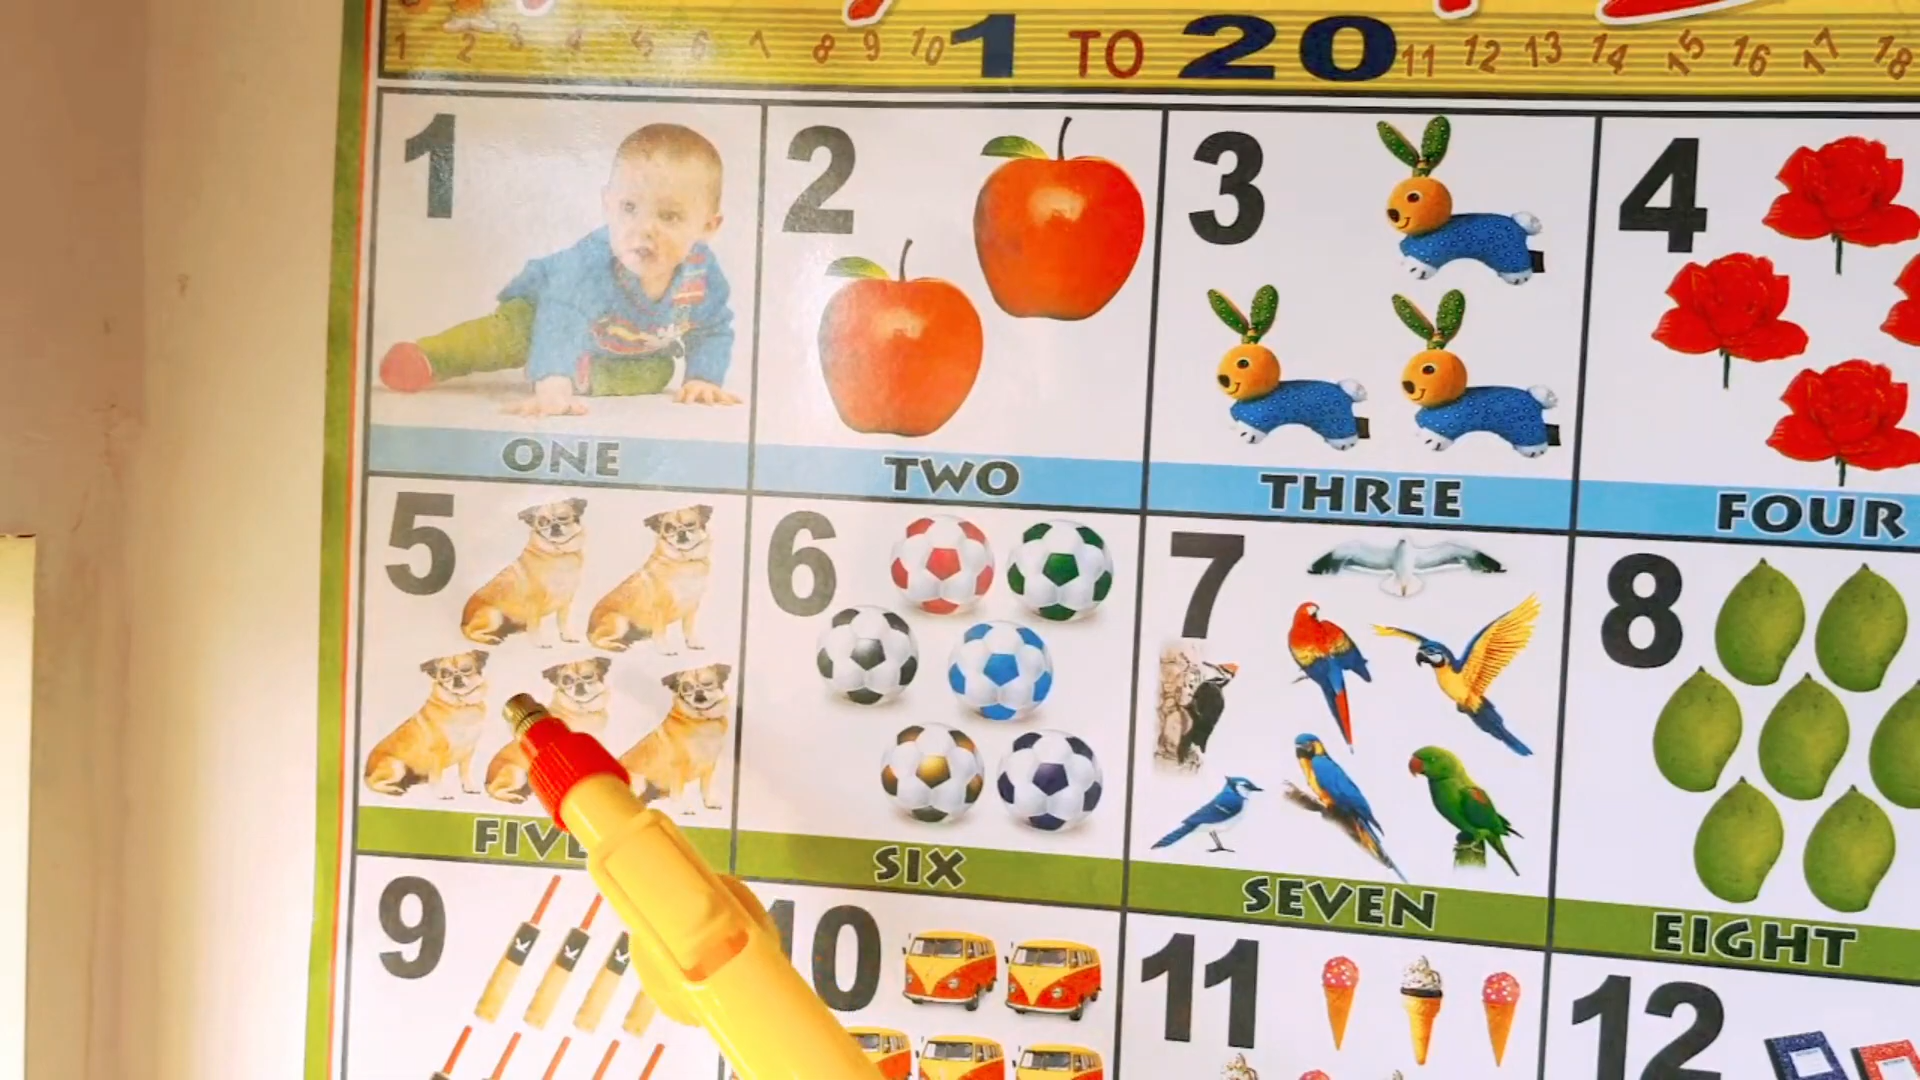 1 2 3 4 5 6 7 8 9 10 1 TO 20 11 12 13 14 15 16 17 18
1 2 3 4
ONE TWO THREE FOUR
5 6 7 8
FIVE SIX SEVEN EIGHT
9 10 11 12